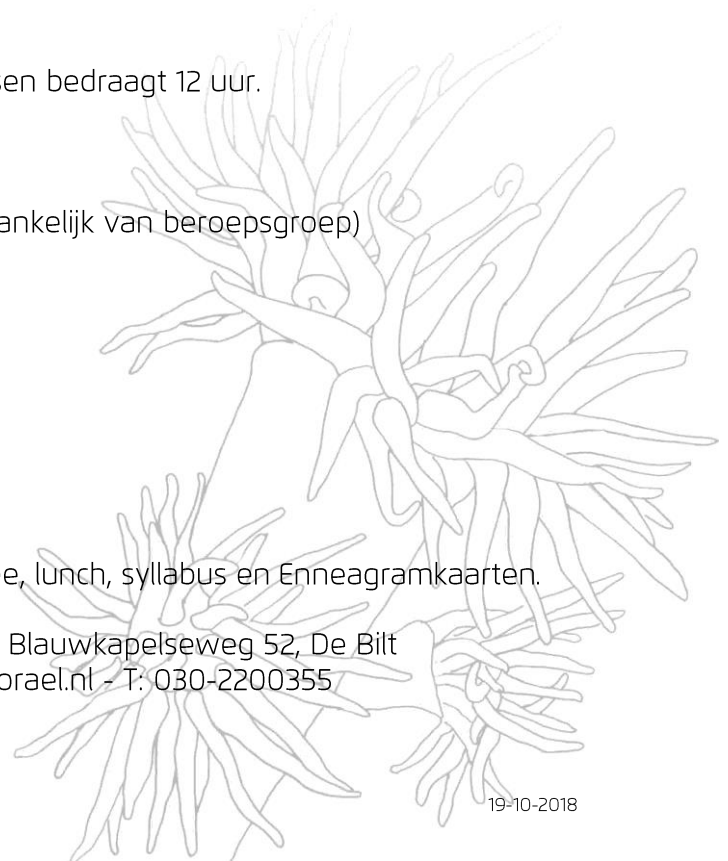 sen bedraagt 12 uur.
ankelijk van beroepsgroep)
e, lunch, syllabus en Enneagramkaarten.
Blauwkapelseweg 52, De Bilt
orael.nl - T: 030-2200355
19-10-2018